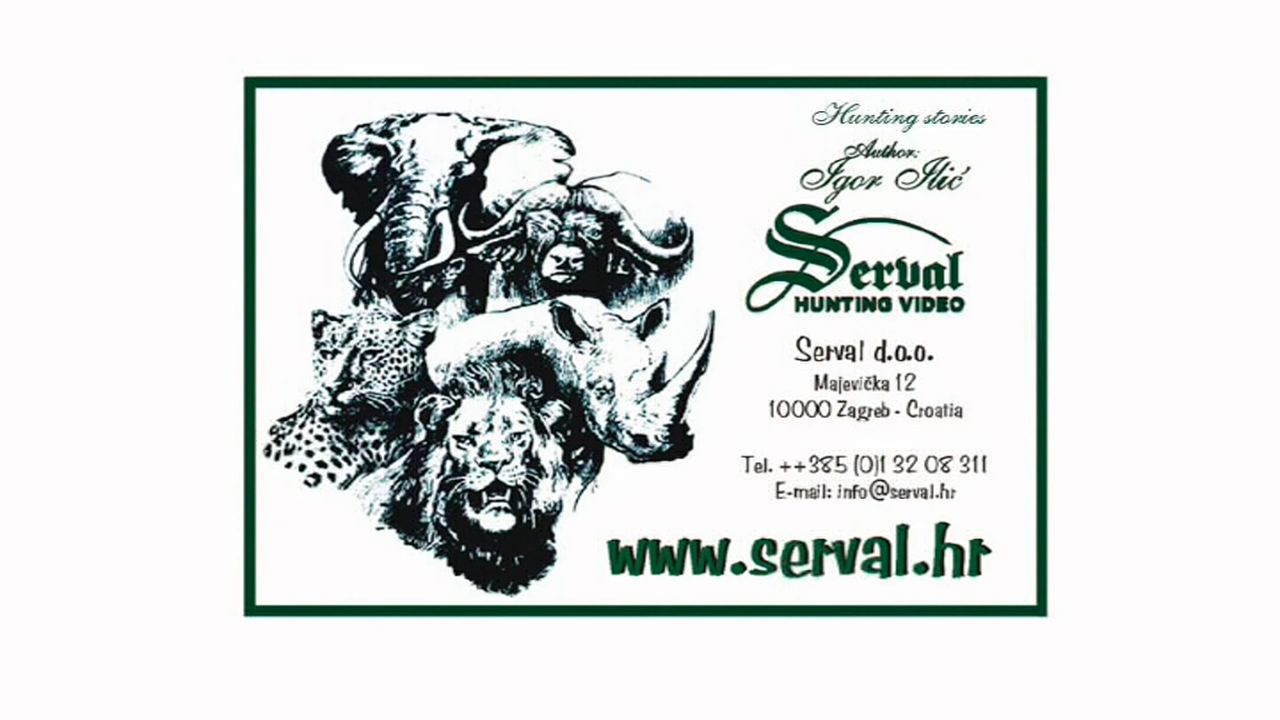 Hunting stories
Author:
Igor Ilić
Serval
HUNTING VIDEO
Serval d.o.o.
Majevička 12
10000 Zagreb - Croatia
Tel. ++385 (0)1 32 08 311
E-mail: info@serval.hr
www.serval.hr